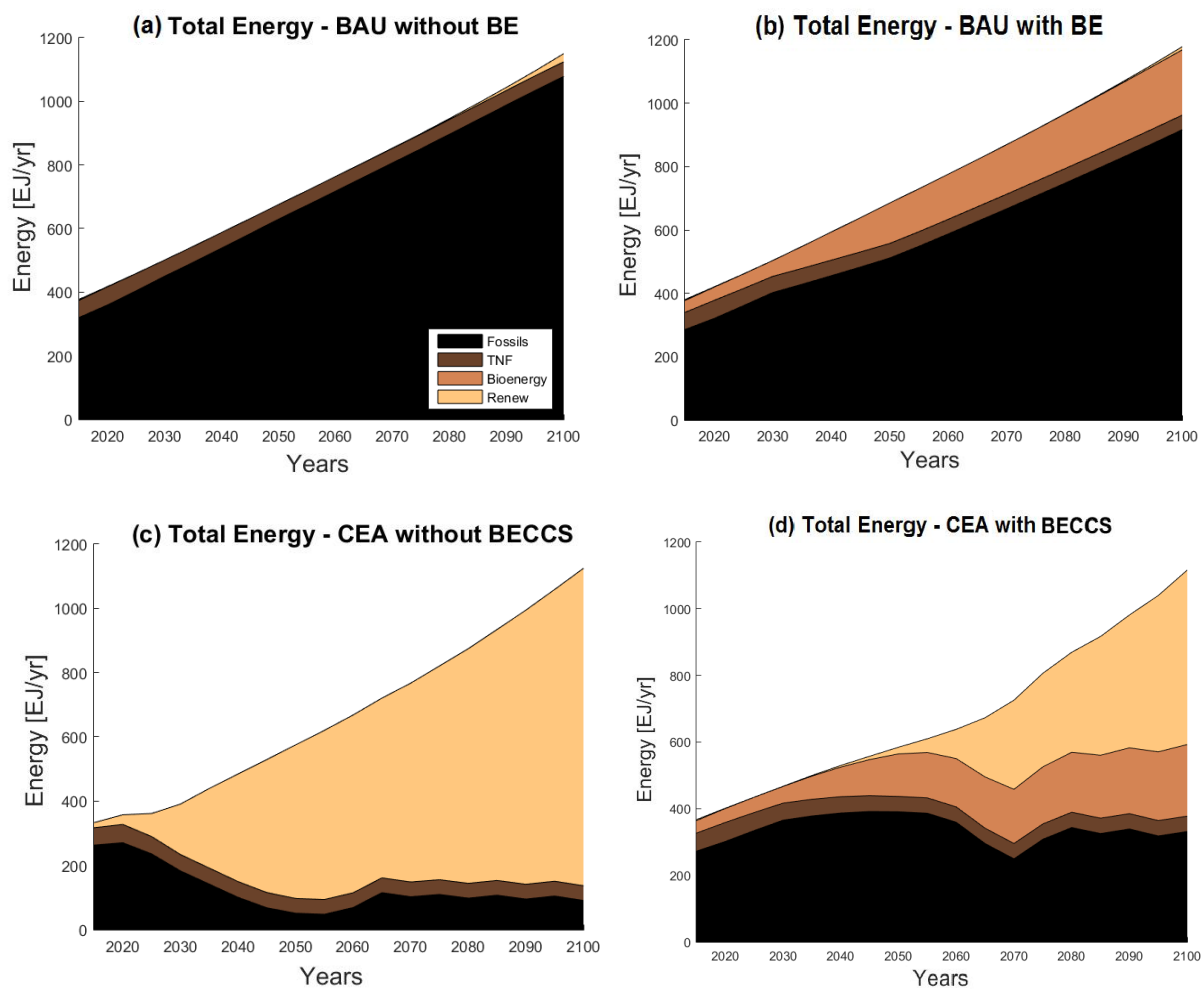 (a) Total Energy - BAU without BE
1200
1000
800
600
400
200
0
Energy [EJ/yr]
Fossils
TNF
Bioenergy
Renew
2020 2030 2040 2050 2060 2070 2080 2090 2100
Years
(b) Total Energy - BAU with BE
1200
1000
800
600
400
200
0
Energy [EJ/yr]
2020 2030 2040 2050 2060 2070 2080 2090 2100
Years
(c) Total Energy - CEA without BECCS
1200
1000
800
600
400
200
0
Energy [EJ/yr]
2020 2030 2040 2050 2060 2070 2080 2090 2100
Years
(d) Total Energy - CEA with BECCS
1200
1000
800
600
400
200
0
Energy [EJ/yr]
2020 2030 2040 2050 2060 2070 2080 2090 2100
Years